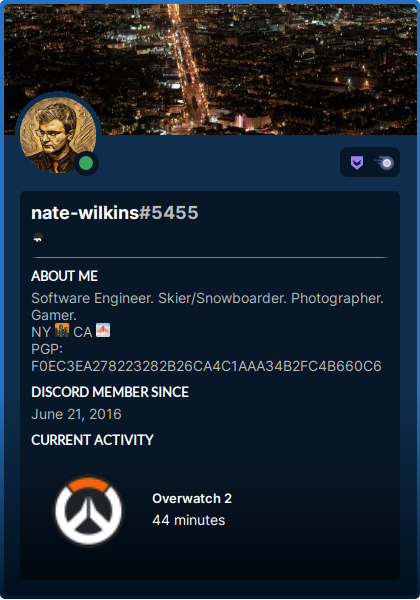 nate-wilkins#5455
ABOUT ME
Software Engineer. Skier/Snowboarder. Photographer.
Gamer.
NY 🌃 CA 🌁
PGP:
F0EC3EA278223282B26CA4C1AAA34B2FC4B660C6
DISCORD MEMBER SINCE
June 21, 2016
CURRENT ACTIVITY
Overwatch 2
44 minutes